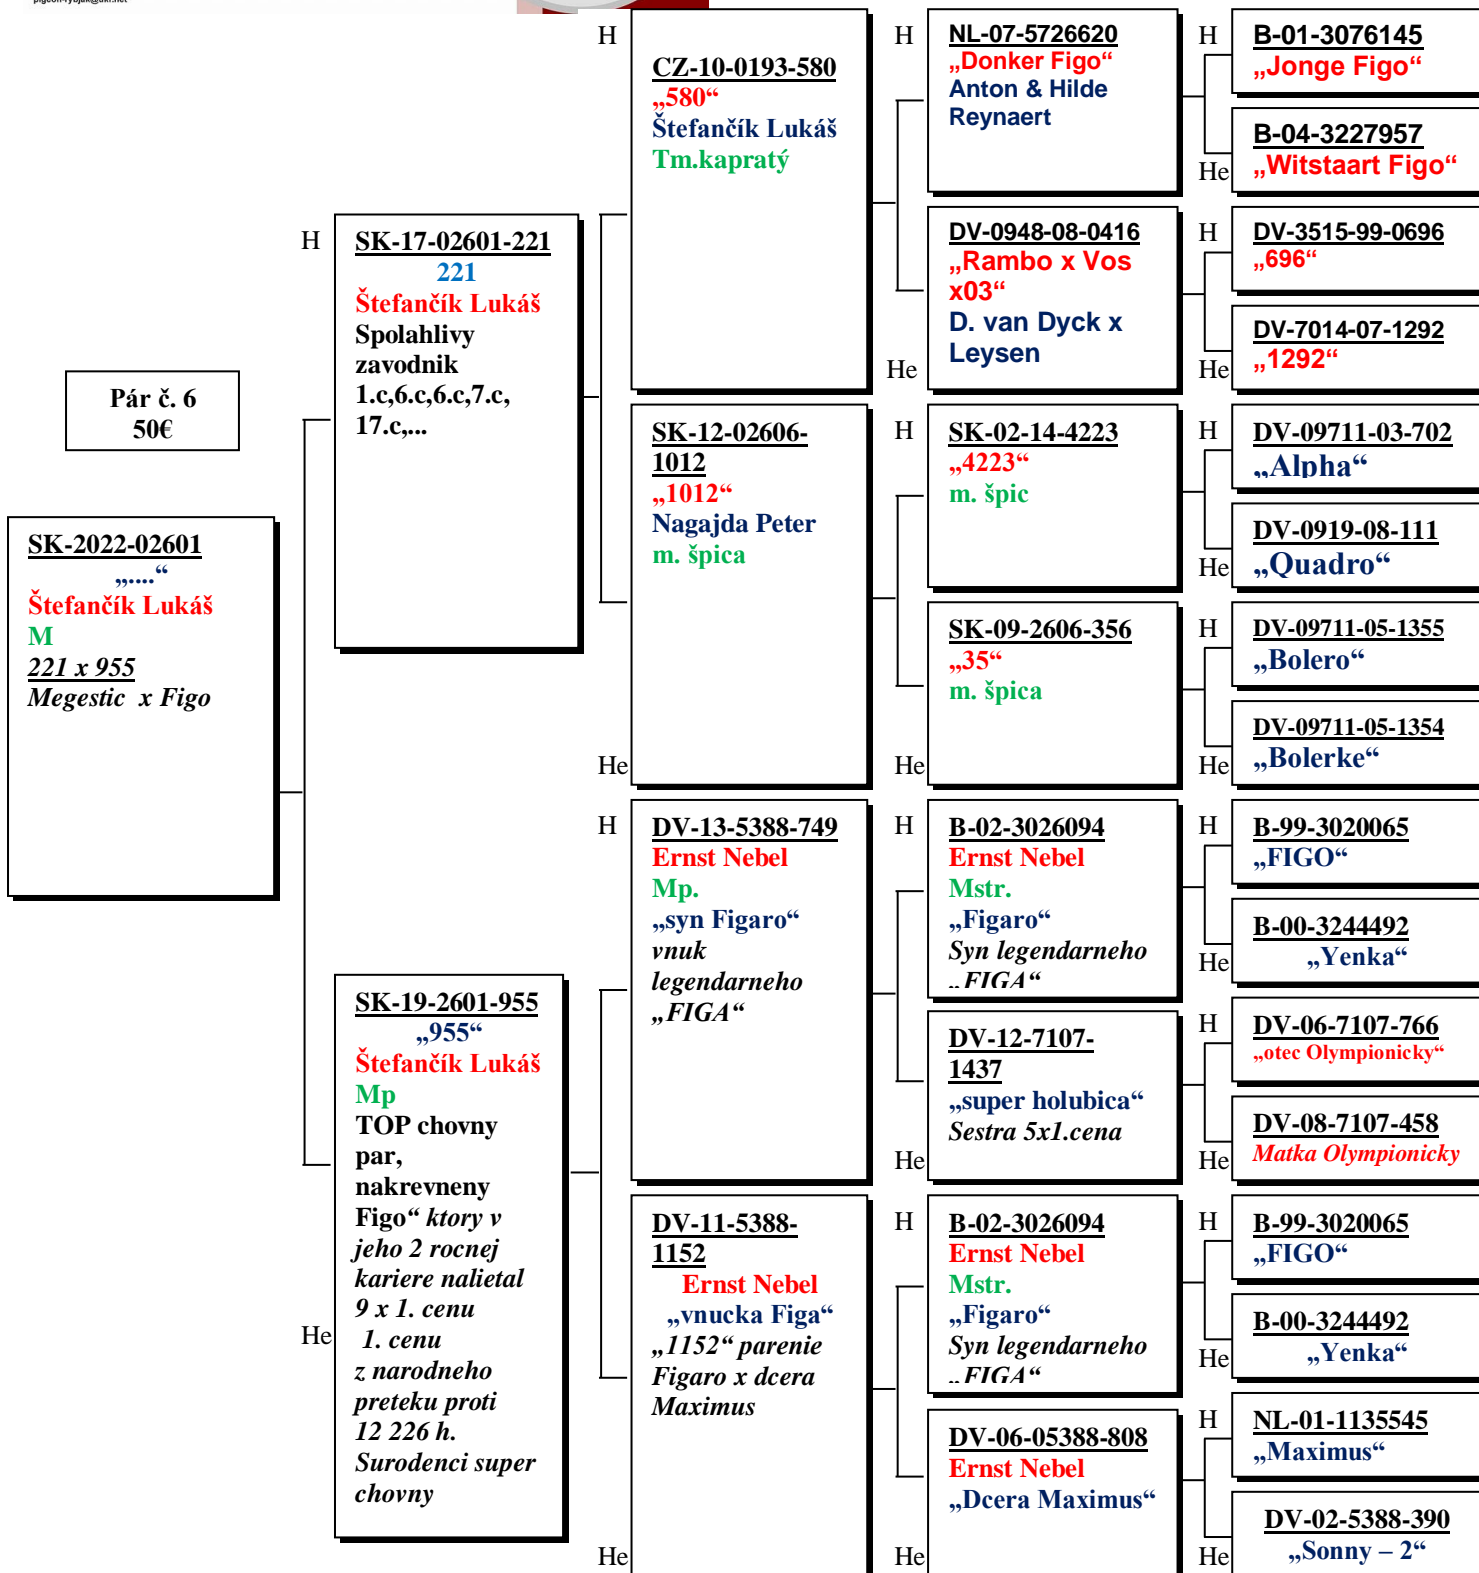 pigeon-rybjak@ukr.net
Pár č. 6
50€
SK-2022-02601
„....“
Štefančík Lukáš
M
221 x 955
Megestic x Figo
H
SK-17-02601-221
221
Štefančík Lukáš
Spolahlivy
zavodnik
1.c,6.c,6.c,7.c,
17.c,...
He
SK-19-2601-955
„955“
Štefančík Lukáš
Mp
TOP chovny
par,
nakrevneny
Figo“ ktory v
jeho 2 rocnej
kariere nalietal
9 x 1. cenu
1. cenu
z narodneho
preteku proti
12 226 h.
Surodenci super
chovny
H
CZ-10-0193-580
„580“
Štefančík Lukáš
Tm.kapratý
He
SK-12-02606-
1012
„1012“
Nagajda Peter
m. špica
H
DV-13-5388-749
Ernst Nebel
Mp.
„syn Figaro“
vnuk
legendarneho
„FIGA“
He
DV-11-5388-
1152
Ernst Nebel
„vnucka Figa“
„1152“ parenie
Figaro x dcera
Maximus
H
NL-07-5726620
„Donker Figo“
Anton & Hilde
Reynaert
He
DV-0948-08-0416
„Rambo x Vos
x03“
D. van Dyck x
Leysen
H
SK-02-14-4223
„4223“
m. špic
He
SK-09-2606-356
„35“
m. špica
H
B-02-3026094
Ernst Nebel
Mstr.
„Figaro“
Syn legendarneho
„FIGA“
He
DV-12-7107-
1437
„super holubica“
Sestra 5x1.cena
H
B-02-3026094
Ernst Nebel
Mstr.
„Figaro“
Syn legendarneho
„FIGA“
He
DV-06-05388-808
Ernst Nebel
„Dcera Maximus“
H
B-01-3076145
„Jonge Figo“
He
B-04-3227957
„Witstaart Figo“
H
DV-3515-99-0696
„696“
He
DV-7014-07-1292
„1292“
H
DV-09711-03-702
„Alpha“
He
DV-0919-08-111
„Quadro“
H
DV-09711-05-1355
„Bolero“
He
DV-09711-05-1354
„Bolerke“
H
B-99-3020065
„FIGO“
He
B-00-3244492
„Yenka“
H
DV-06-7107-766
„otec Olympionicky“
He
DV-08-7107-458
Matka Olympionicky
H
B-99-3020065
„FIGO“
He
B-00-3244492
„Yenka“
H
NL-01-1135545
„Maximus“
He
DV-02-5388-390
„Sonny – 2“